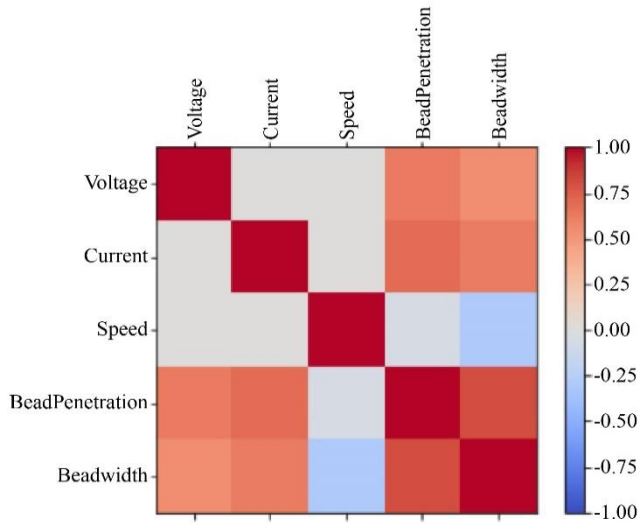 Voltage
Current
Speed
BeadPenetration
Beadwidth
Voltage
Current
Speed
BeadPenetration
Beadwidth
1.00
0.75
0.50
0.25
0.00
-0.25
-0.50
-0.75
-1.00